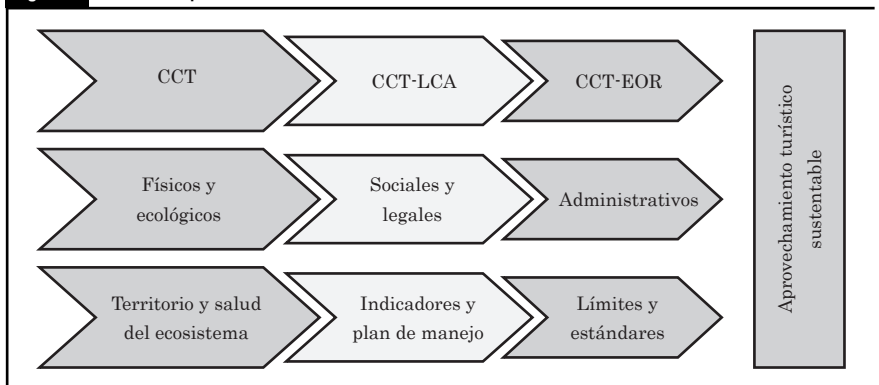 CCT
CCT-LCA
CCT-EOR
Físicos y
ecológicos
Sociales y
legales
Administrativos
Territorio y salud
del ecosistema
Indicadores y
plan de manejo
Límites y
estándares
Aprovechamiento turístico
sustentable